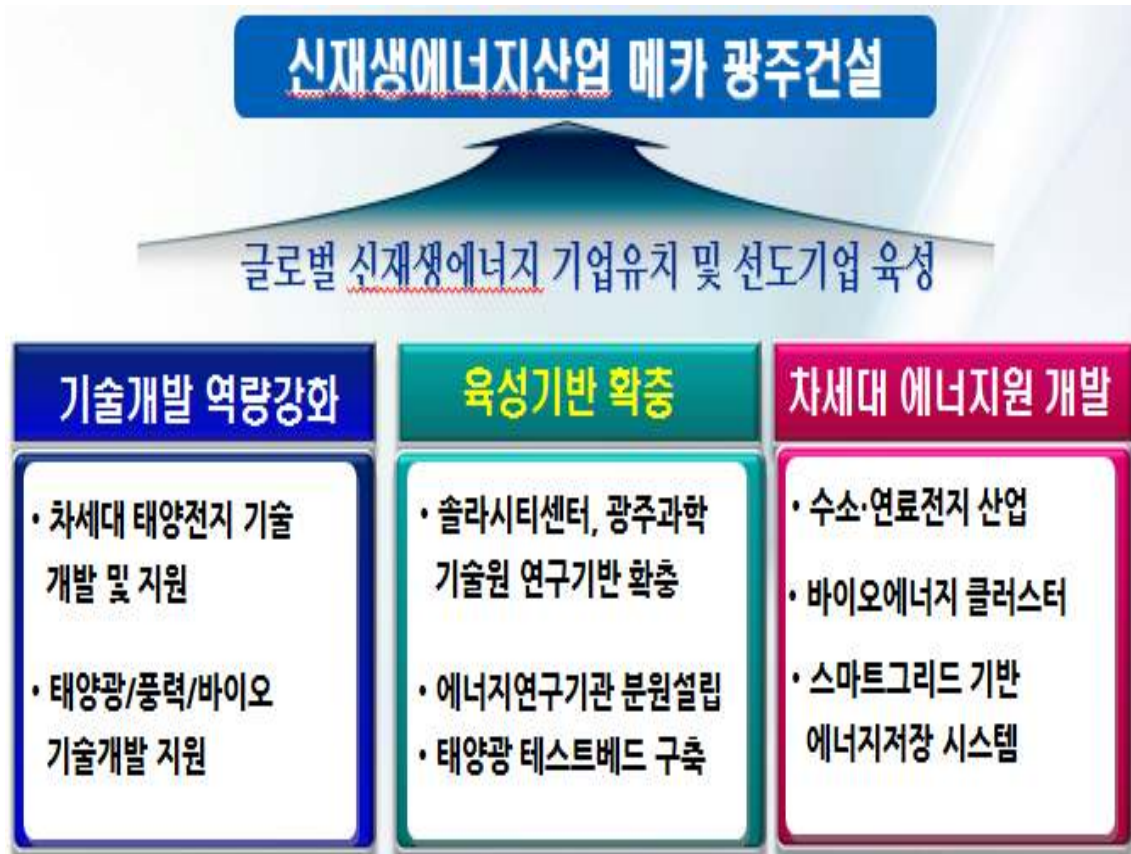 신재생에너지산업 메카 광주건설
글로벌 신재생에너지 기업유치 및 선도기업 육성
기술개발 역량강화
• 차세대 태양전지 기술
개발 및 지원
• 태양광/풍력/바이오
기술개발 지원
육성기반 확충
• 솔라시티센터, 광주과학
기술원 연구기반 확충
• 에너지연구기관 분원설립
• 태양광 테스트베드 구축
차세대 에너지원 개발
• 수소·연료전지 산업
• 바이오에너지 클러스터
• 스마트그리드 기반
에너지저장 시스템